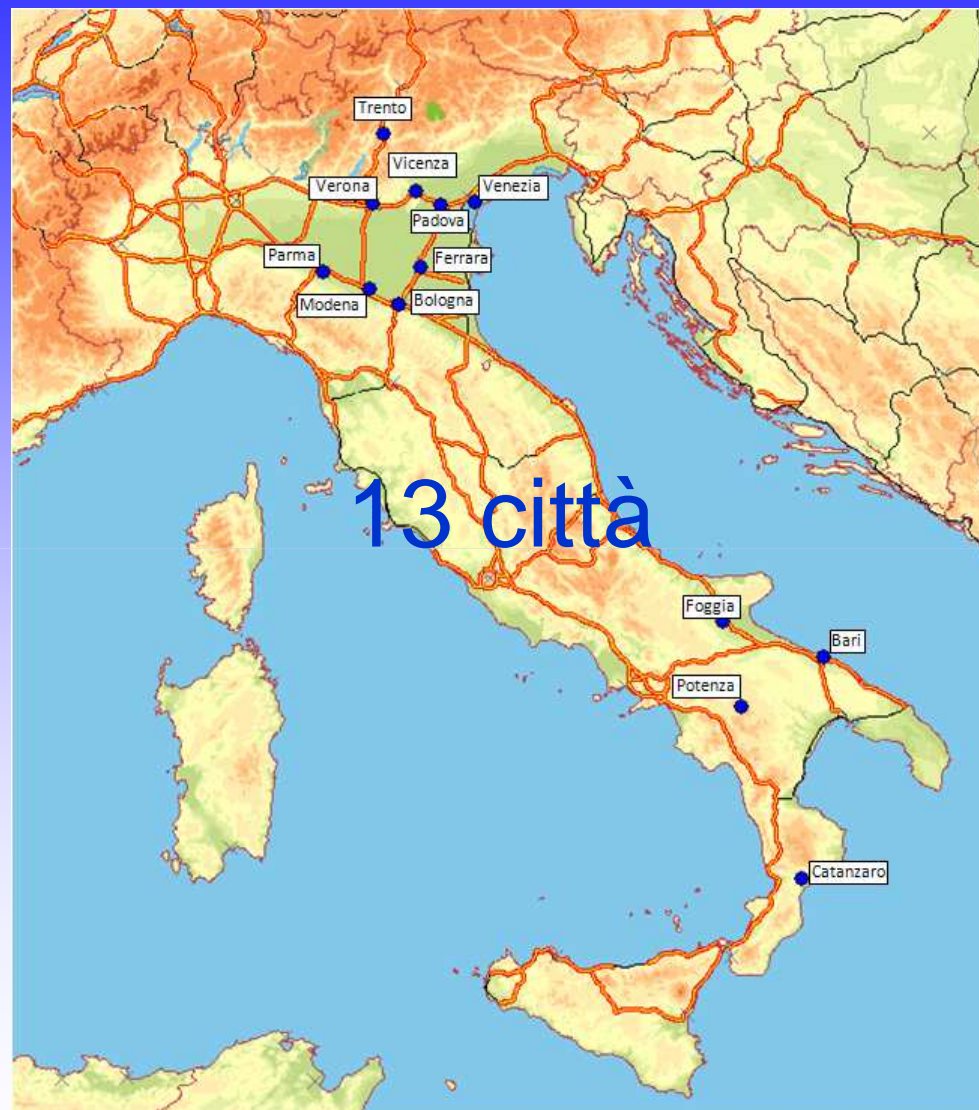 Trento
Vicenza
Verona
Venezia
Padova
Parma
Ferrara
Modena
Bologna
13 città
Foggia
Bari
Potenza
Catanzaro